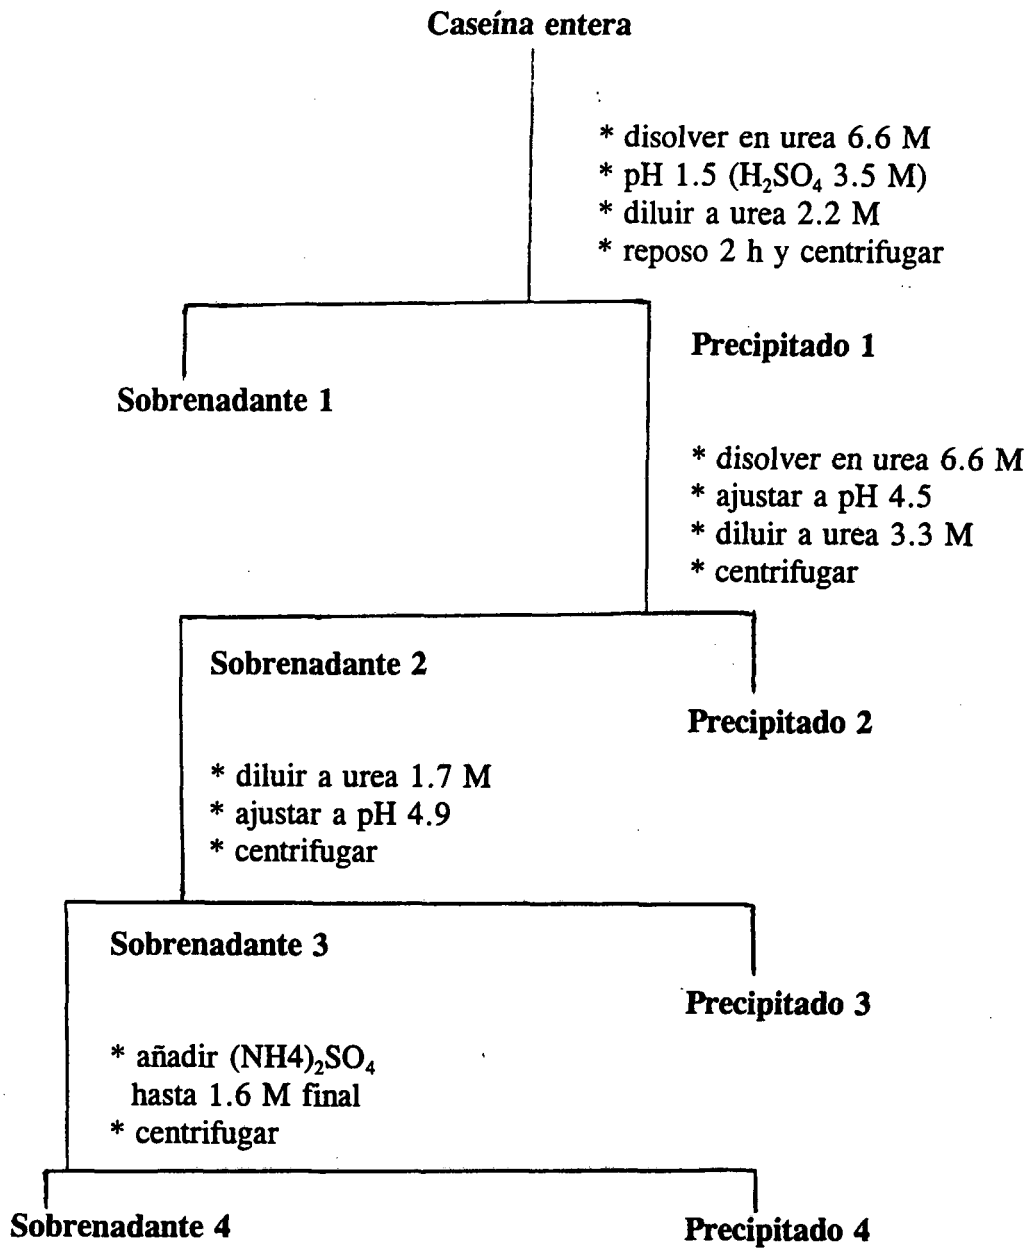 Caseína entera
* disolver en urea 6.6 M
* pH 1.5 (H₂SO₄ 3.5 M)
* diluir a urea 2.2 M
* reposo 2 h y centrifugar
Precipitado 1
Sobrenadante 1
* disolver en urea 6.6 M
* ajustar a pH 4.5
* diluir a urea 3.3 M
* centrifugar
Sobrenadante 2
Precipitado 2
* diluir a urea 1.7 M
* ajustar a pH 4.9
* centrifugar
Sobrenadante 3
Precipitado 3
* añadir (NH4)₂SO₄
hasta 1.6 M final
* centrifugar
Sobrenadante 4
Precipitado 4